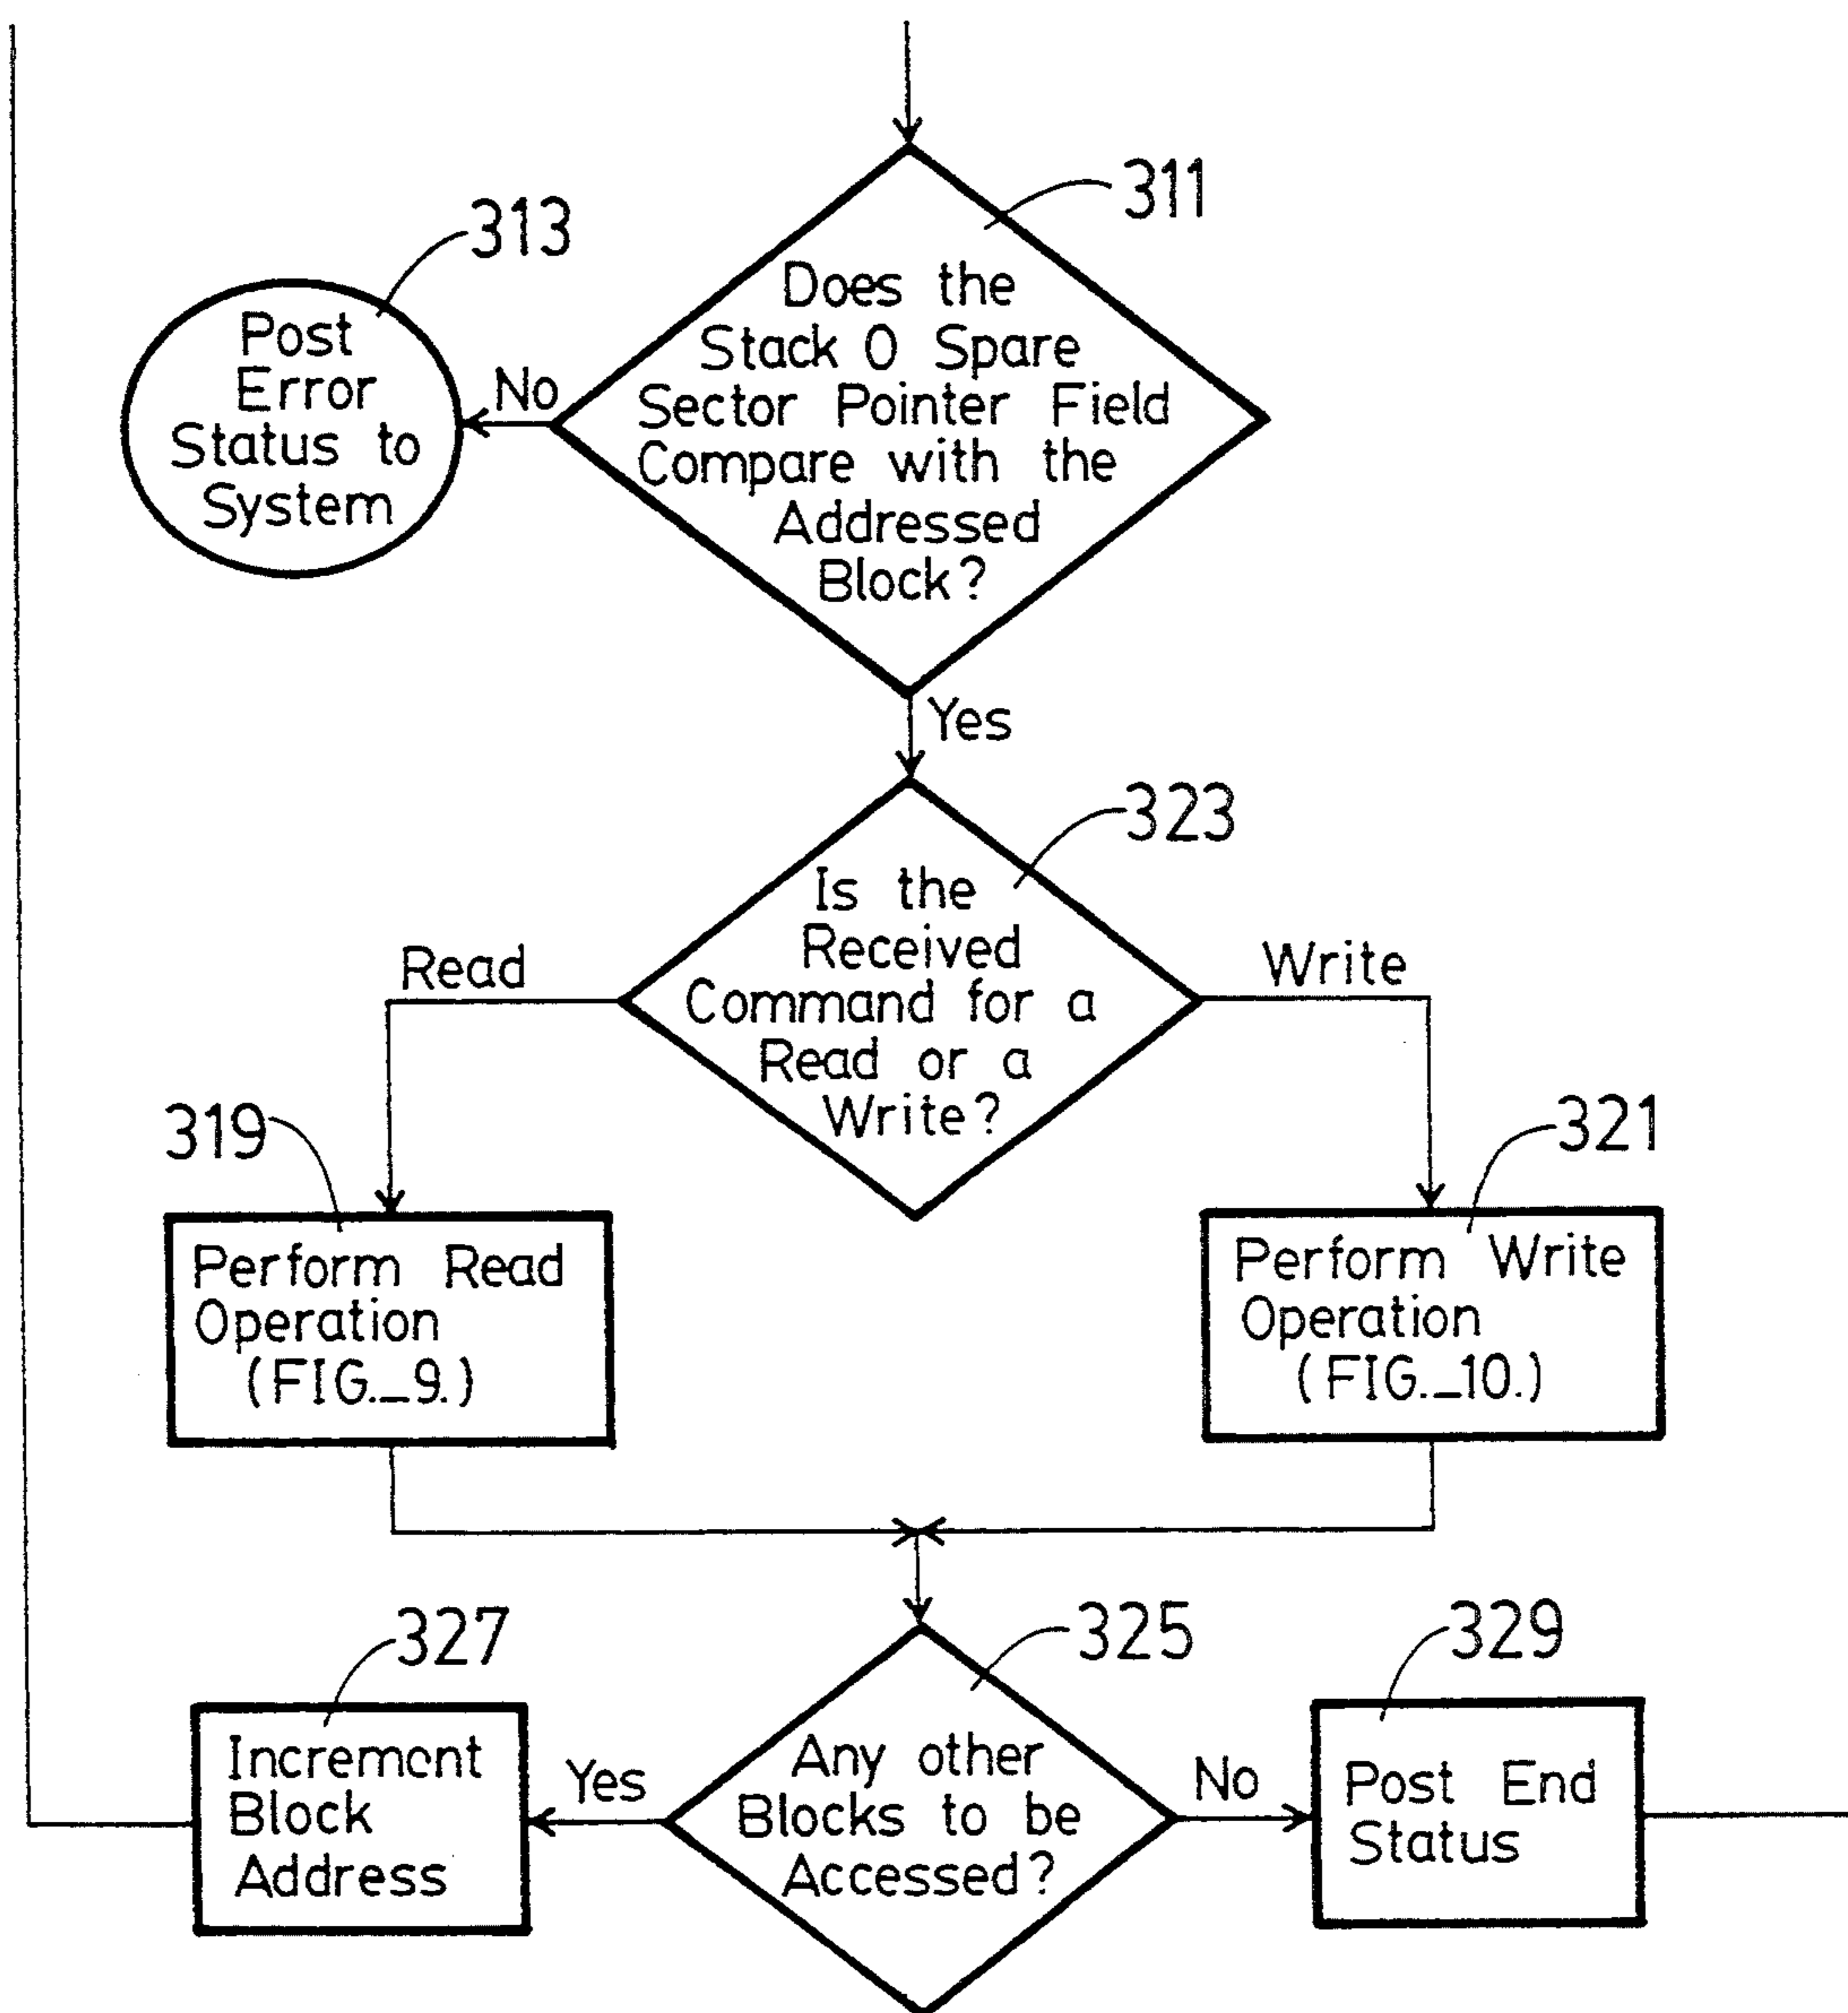 311
Does the
Stack 0 Spare
Sector Pointer Field
Compare with the
Addressed
Block?
313
Post
Error
Status to
System
No
Yes
323
Is the
Received
Command for a
Read or a
Write?
Read
Write
319
Perform Read
Operation
(FIG._9.)
321
Perform Write
Operation
(FIG._10.)
325
Any other
Blocks to be
Accessed?
Yes
No
327
Increment
Block
Address
329
Post End
Status